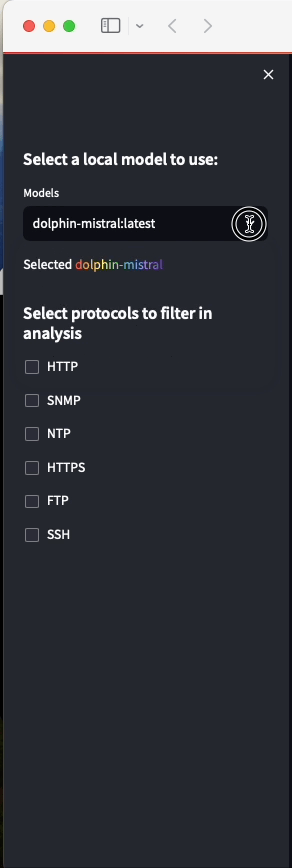 Select a local model to use:
Models
dolphin-mistral:latest
Selected dolphin-mistral
Select protocols to filter in
analysis
HTTP
SNMP
NTP
HTTPS
FTP
SSH